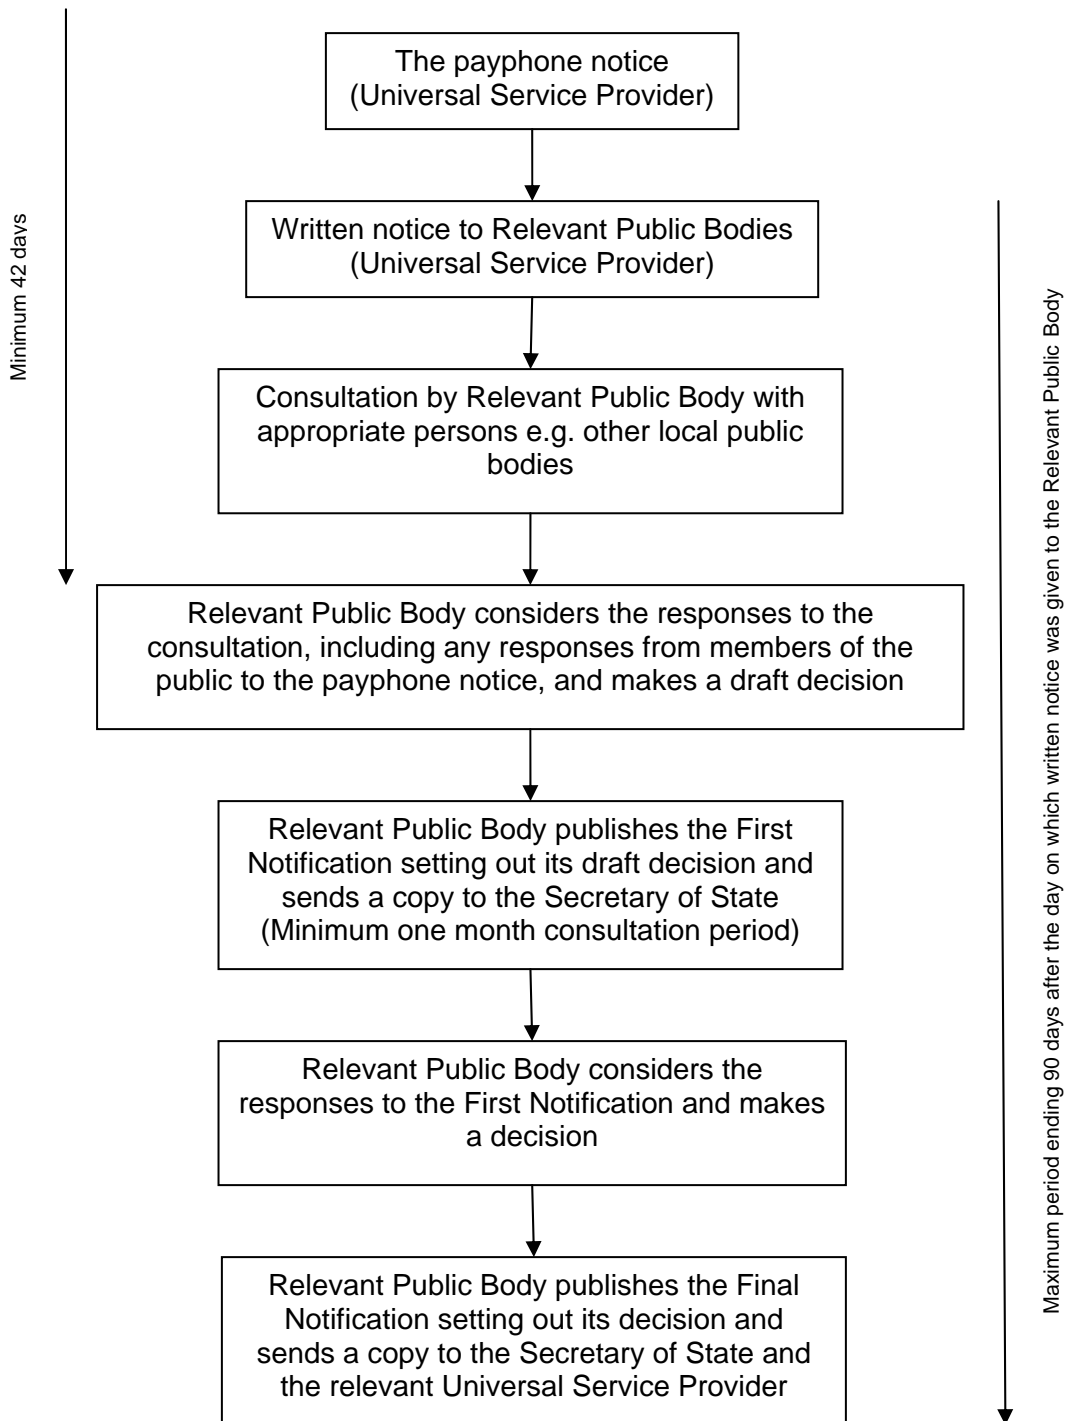 The payphone notice
(Universal Service Provider)
Minimum 42 days
Written notice to Relevant Public Bodies
(Universal Service Provider)
Consultation by Relevant Public Body with
appropriate persons e.g. other local public
bodies
Relevant Public Body considers the responses to the
consultation, including any responses from members of the
public to the payphone notice, and makes a draft decision
Relevant Public Body publishes the First
Notification setting out its draft decision and
sends a copy to the Secretary of State
(Minimum one month consultation period)
Relevant Public Body considers the
responses to the First Notification and makes
a decision
Relevant Public Body publishes the Final
Notification setting out its decision and
sends a copy to the Secretary of State and
the relevant Universal Service Provider
Maximum period ending 90 days after the day on which written notice was given to the Relevant Public Body